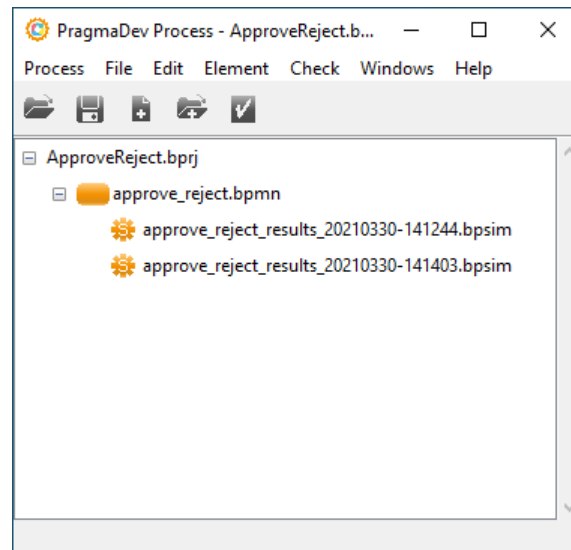 PragmaDev Process - ApproveReject.b...
Process File Edit Element Check Windows Help
ApproveReject.bprj
approve_reject.bpmn
approve_reject_results_20210330-141244.bpsim
approve_reject_results_20210330-141403.bpsim